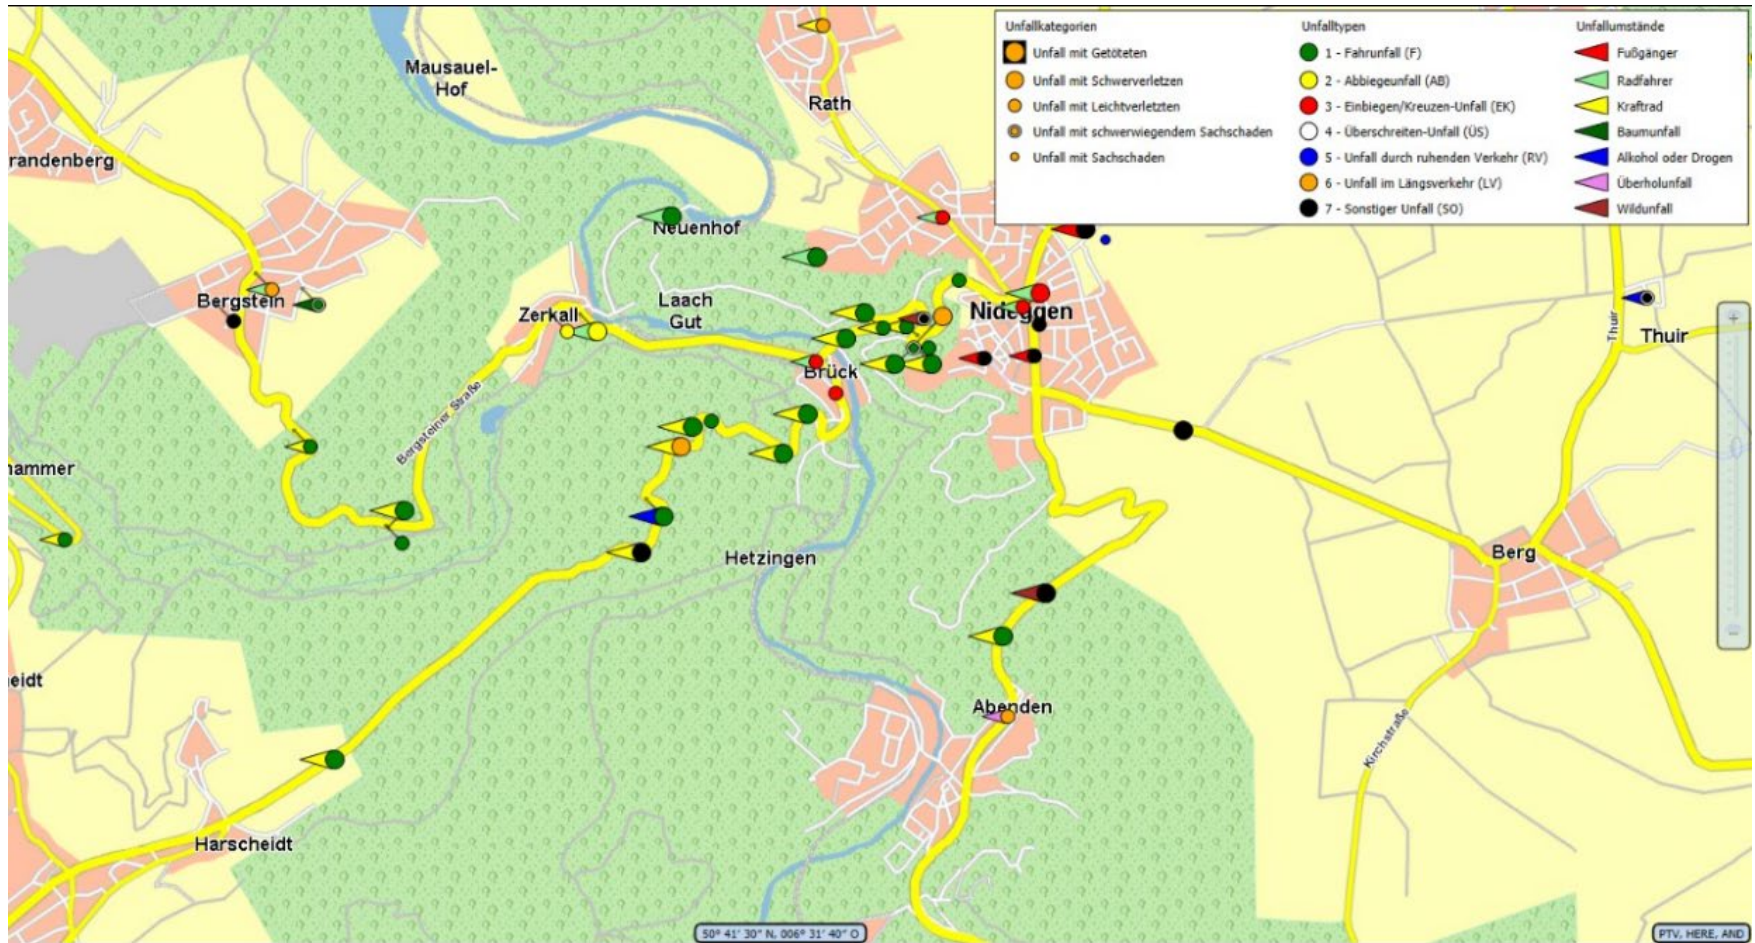 Unfallkategorien
Unfall mit Getöteten
Unfall mit Schwerverletzen
Unfall mit Leichtverletzten
Unfall mit schwerwiegendem Sachschaden
Unfall mit Sachschaden
Unfalltypen
1 - Fahrunfall (F)
2 - Abbiegeunfall (AB)
3 - Einbiegen/Kreuzen-Unfall (EK)
4 - Überschreiten-Unfall (ÜS)
5 - Unfall durch ruhenden Verkehr (RV)
6 - Unfall im Längsverkehr (LV)
7 - Sonstiger Unfall (SO)
Unfallumstände
Fußgänger
Radfahrer
Kraftrad
Baumunfall
Alkohol oder Drogen
Überholunfall
Wildunfall
Mausauel-
Hof
Rath
randenberg
Neuenhof
Bergstein
Zerkall
Laach
Gut
Nideggen
Thuir
Thuir
Brück
Bergsteiner Straße
hammer
Hetzingen
Berg
eidt
Abenden
Kirchstraße
Harscheidt
50° 41' 30" N, 006° 31' 40" O
PTV, HERE, AND